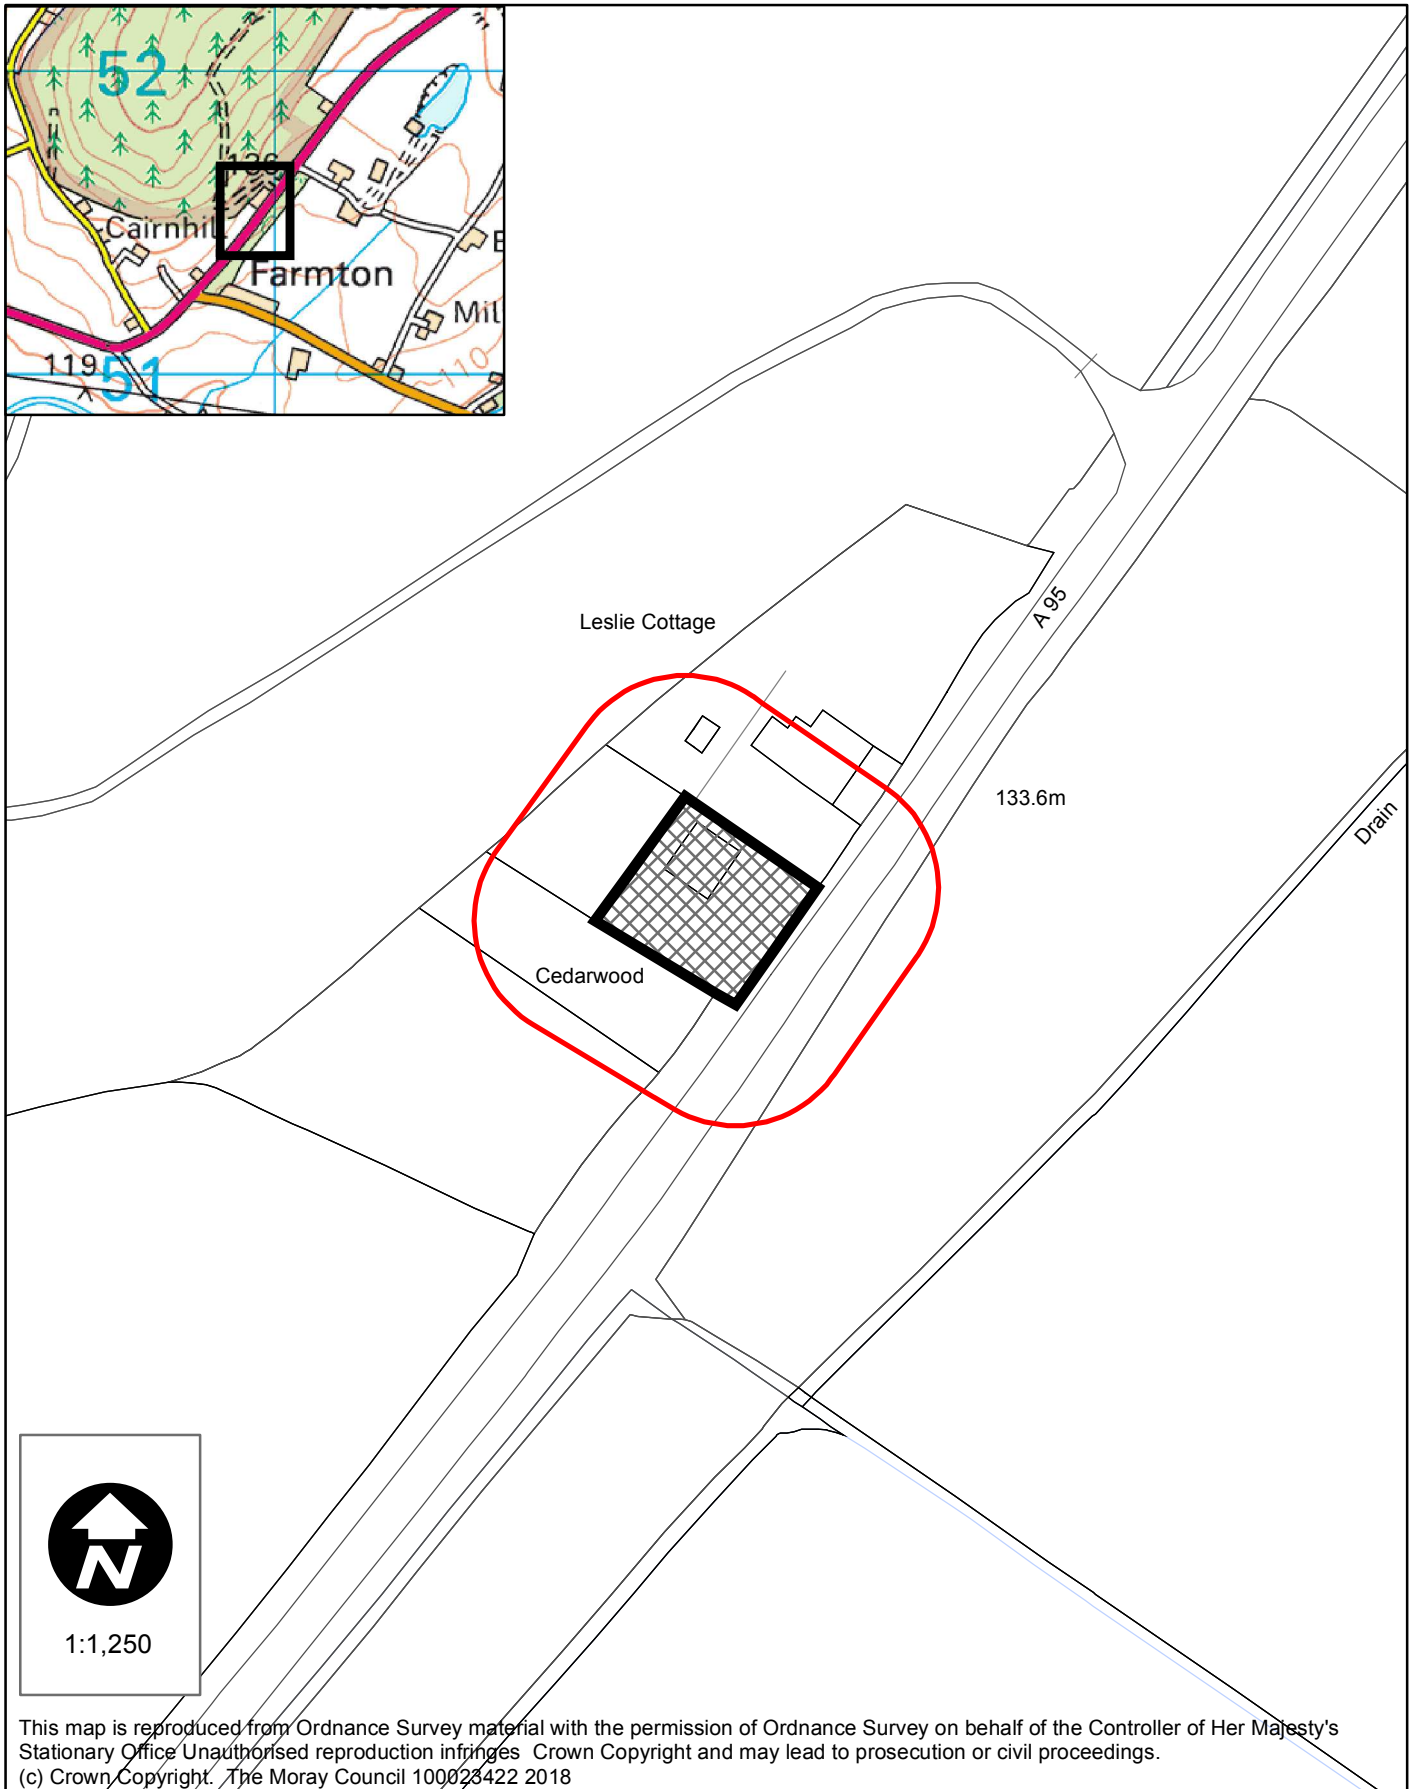 52
136
Cairnhil
Farmton
Mil
119
51
110
Leslie Cottage
A 95
133.6m
Drain
Cedarwood
N
1:1,250
This map is reproduced from Ordnance Survey material with the permission of Ordnance Survey on behalf of the Controller of Her Majesty's
Stationary Office Unauthorised reproduction infringes Crown Copyright and may lead to prosecution or civil proceedings.
(c) Crown Copyright. The Moray Council 100023422 2018